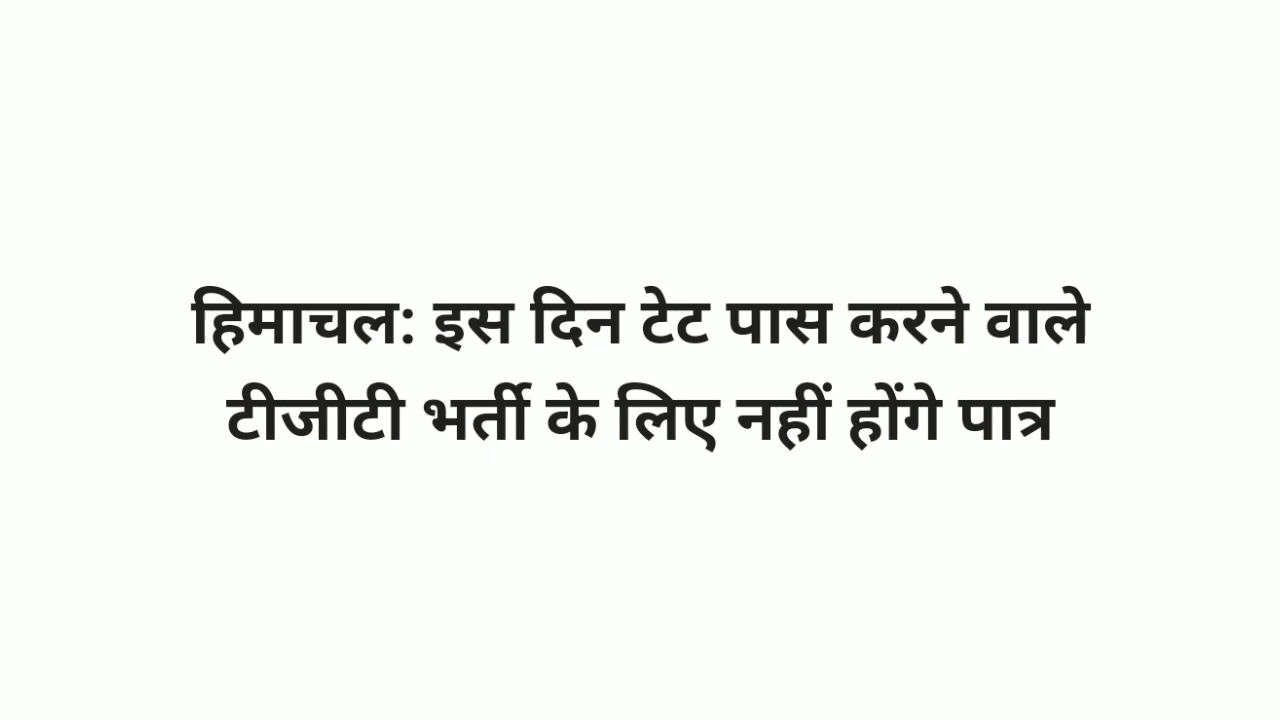 हिमाचल: इस दिन टेट पास करने वाले
टीजीटी भर्ती के लिए नहीं होंगे पात्र